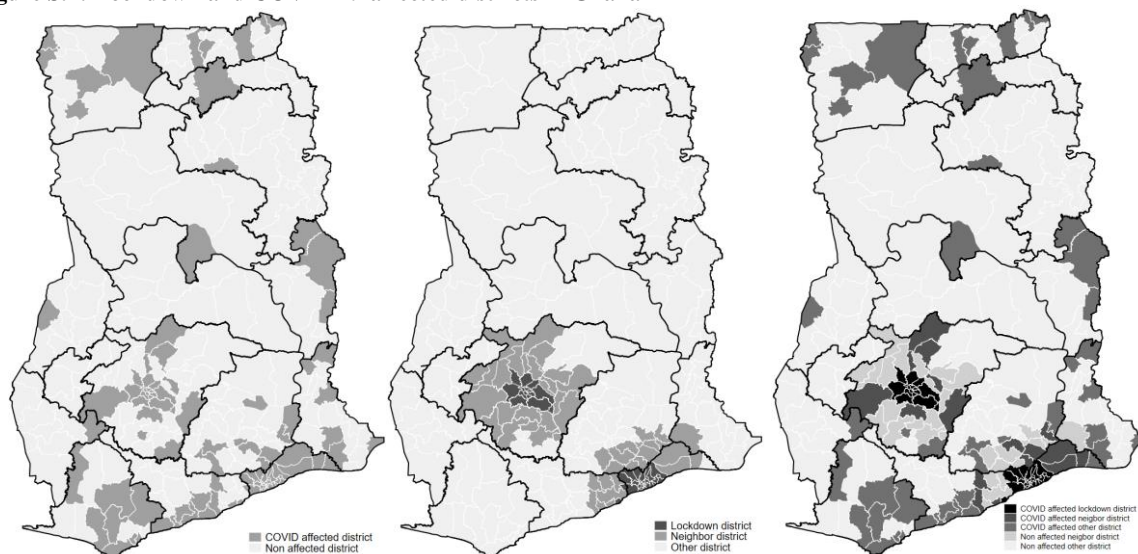 COVID affected district
Non affected district
Lockdown district
Neighbor district
Other district
COVID affected lockdown district
COVID affected neigbor district
COVID affected other district
Non affected neigbor district
Non affected other district